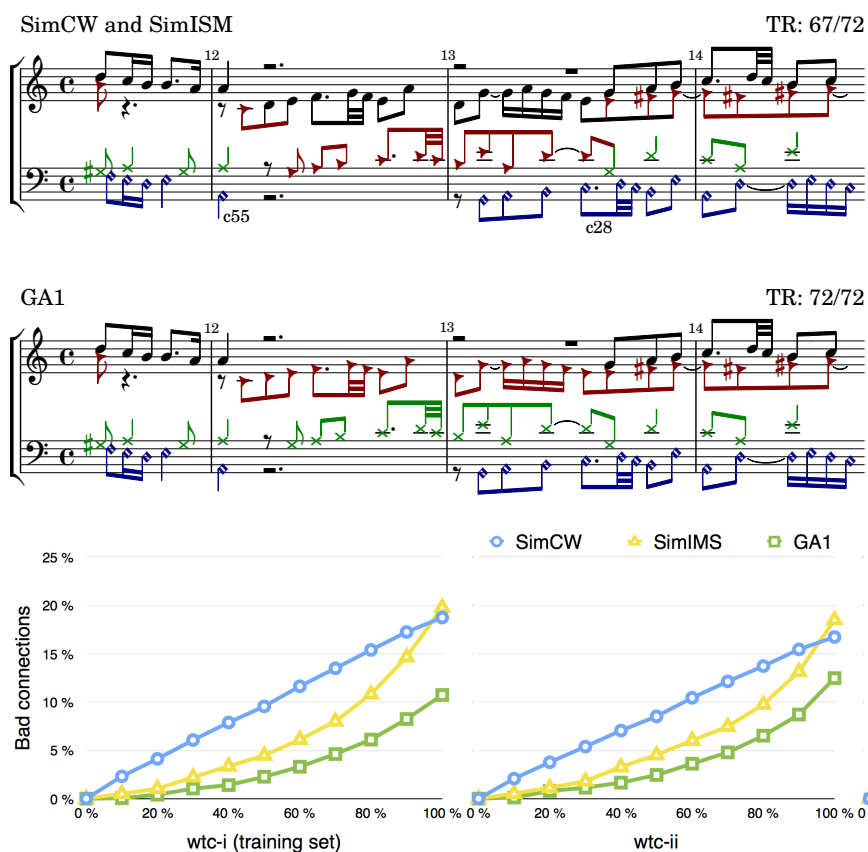 SimCW and SimISM TR: 67/72
12 13 14
c55 c28
GA1 TR: 72/72
12 13 14
SimCW SimIMS GA1
25 %
20 %
15 %
10 %
5 %
0 %
Bad connections
0 % 20 % 40 % 60 % 80 % 100 % 0 % 20 % 40 % 60 % 80 % 100 % 0
wtc-i (training set) wtc-ii